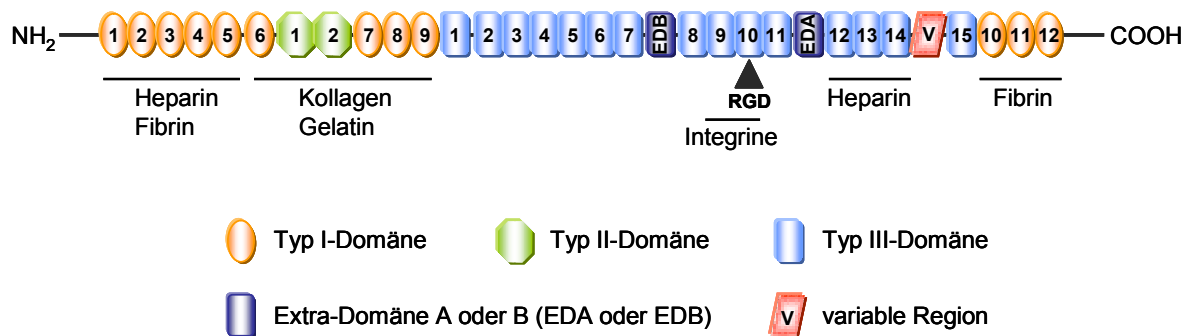 NH2 1 2 3 4 5 6 1 2 7 8 9 1 2 3 4 5 6 7 EDB 8 9 10 11 EDA 12 13 14 V 15 10 11 12 COOH
Heparin Kollagen RGD Heparin Fibrin
Fibrin Gelatin Integrine
Typ I-Domäne Typ II-Domäne Typ III-Domäne
Extra-Domäne A oder B (EDA oder EDB) V variable Region